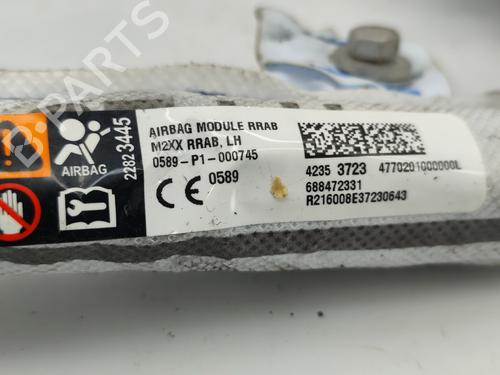 B-PARTS
AIRBAG
2282 3445
AIRBAG MODULE RRAB
M2XX RRAB, LH
0589-P1-000745
CE 0589
4235 3723 4770201000000L
688472331
R216008E37230643